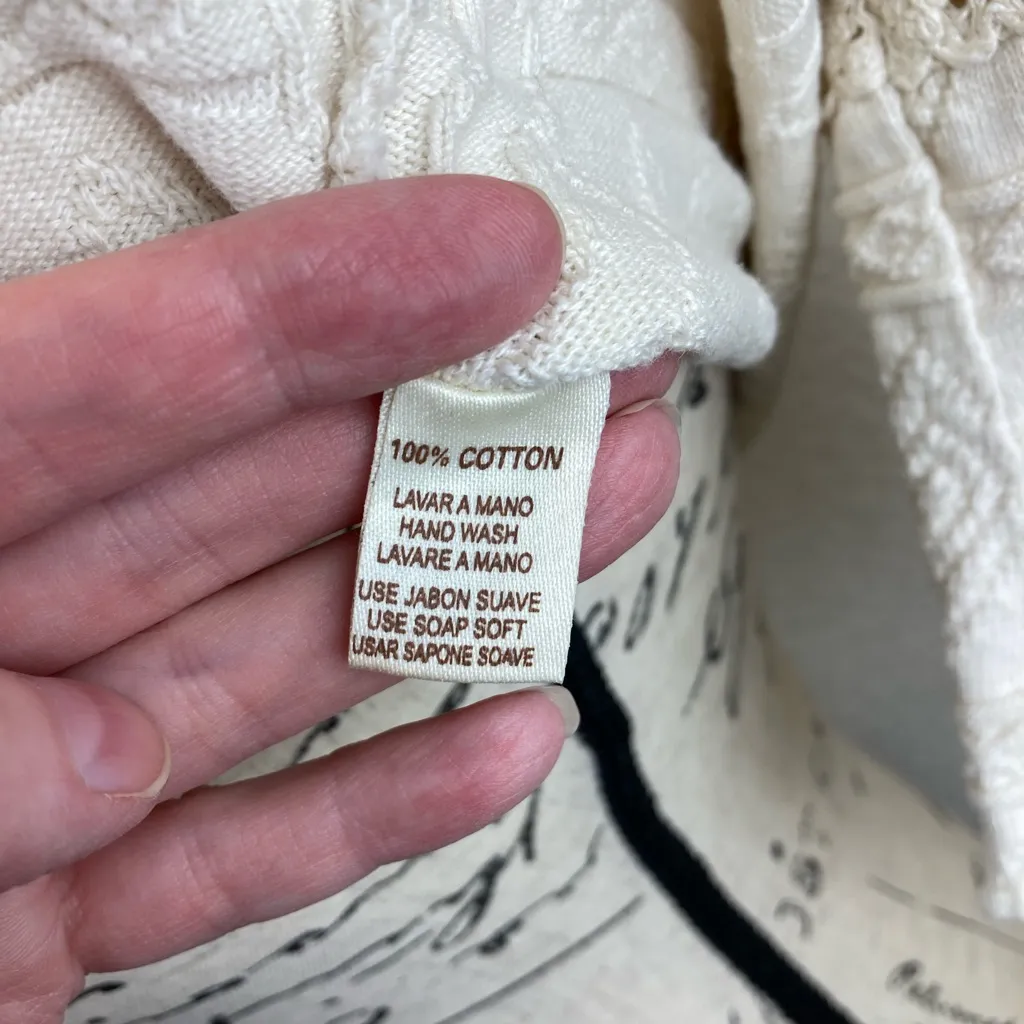 100% COTTON
LAVAR A MANO
HAND WASH
LAVARE A MANO
USE JABON SUAVE
USE SOAP SOFT
USAR SAPONE SOAVE